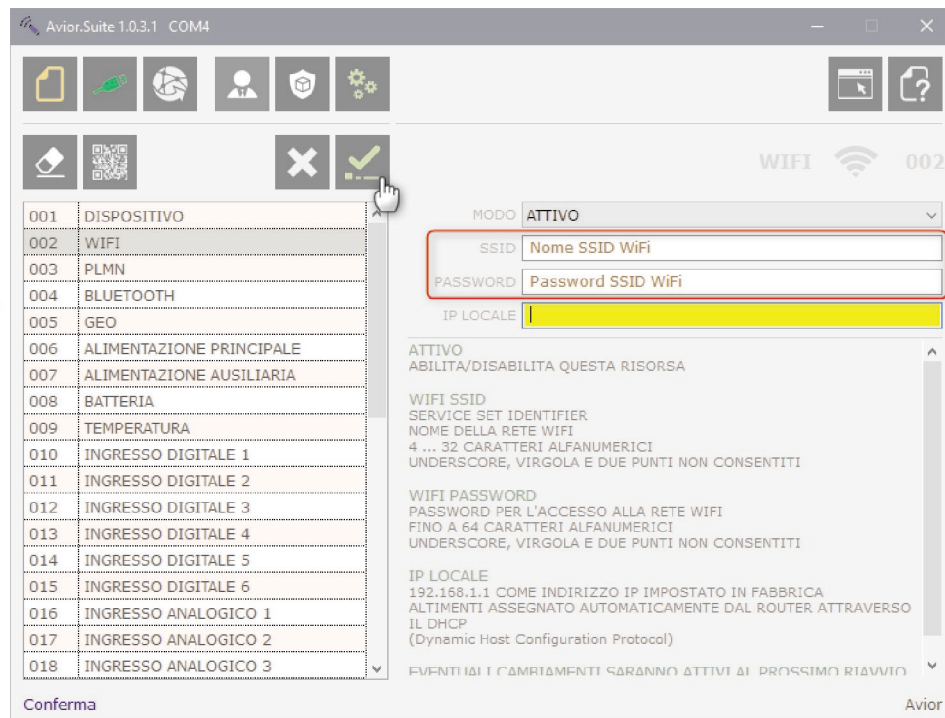 Avior.Suite 1.0.3.1 COM4
WIFI 002
001 DISPOSITIVO
002 WIFI
003 PLMN
004 BLUETOOTH
005 GEO
006 ALIMENTAZIONE PRINCIPALE
007 ALIMENTAZIONE AUSILIARIA
008 BATTERIA
009 TEMPERATURA
010 INGRESSO DIGITALE 1
011 INGRESSO DIGITALE 2
012 INGRESSO DIGITALE 3
013 INGRESSO DIGITALE 4
014 INGRESSO DIGITALE 5
015 INGRESSO DIGITALE 6
016 INGRESSO ANALOGICO 1
017 INGRESSO ANALOGICO 2
018 INGRESSO ANALOGICO 3
MODO ATTIVO
SSID Nome SSID WiFi
PASSWORD Password SSID WiFi
IP LOCALE
ATTIVO
ABILITA/DISABILITA QUESTA RISORSA
WIFI SSID
SERVICE SET IDENTIFIER
NOME DELLA RETE WIFI
4 ... 32 CARATTERI ALFANUMERICI
UNDERSCORE, VIRGOLA E DUE PUNTI NON CONSENTITI
WIFI PASSWORD
PASSWORD PER L'ACCESSO ALLA RETE WIFI
FINO A 64 CARATTERI ALFANUMERICI
UNDERSCORE, VIRGOLA E DUE PUNTI NON CONSENTITI
IP LOCALE
192.168.1.1 COME INDIRIZZO IP IMPOSTATO IN FABBRICA
ALTIMENTI ASSEGNATO AUTOMATICAMENTE DAL ROUTER ATTRAVERSO
IL DHCP
(Dynamic Host Configuration Protocol)
EVENTUALI CAMBIAMENTI SARANNO ATTIVI AL PROSSIMO RIAVVIO
Conferma
Avior